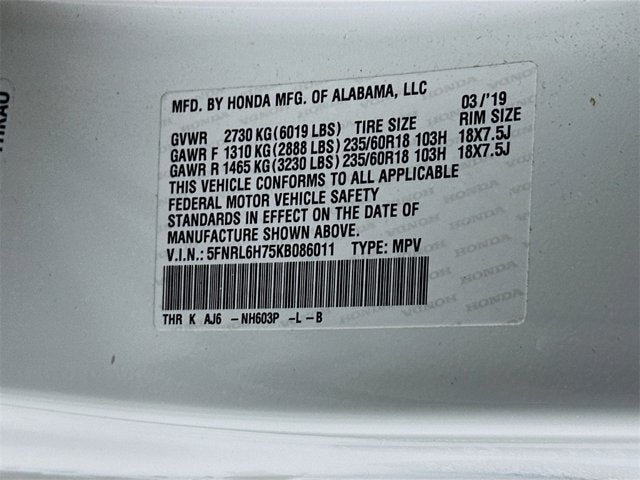 MFD. BY HONDA MFG. OF ALABAMA, LLC 03/'19
GVWR 2730 KG(6019 LBS) TIRE SIZE RIM SIZE
GAWR F 1310 KG(2888 LBS) 235/60R18 103H 18X7.5J
GAWR R 1465 KG(3230 LBS) 235/60R18 103H 18X7.5J
THIS VEHICLE CONFORMS TO ALL APPLICABLE
FEDERAL MOTOR VEHICLE SAFETY
STANDARDS IN EFFECT ON THE DATE OF
MANUFACTURE SHOWN ABOVE.
V.I.N.: 5FNRL6H75KB086011 TYPE: MPV
THR K AJ6 -NH603P -L -B